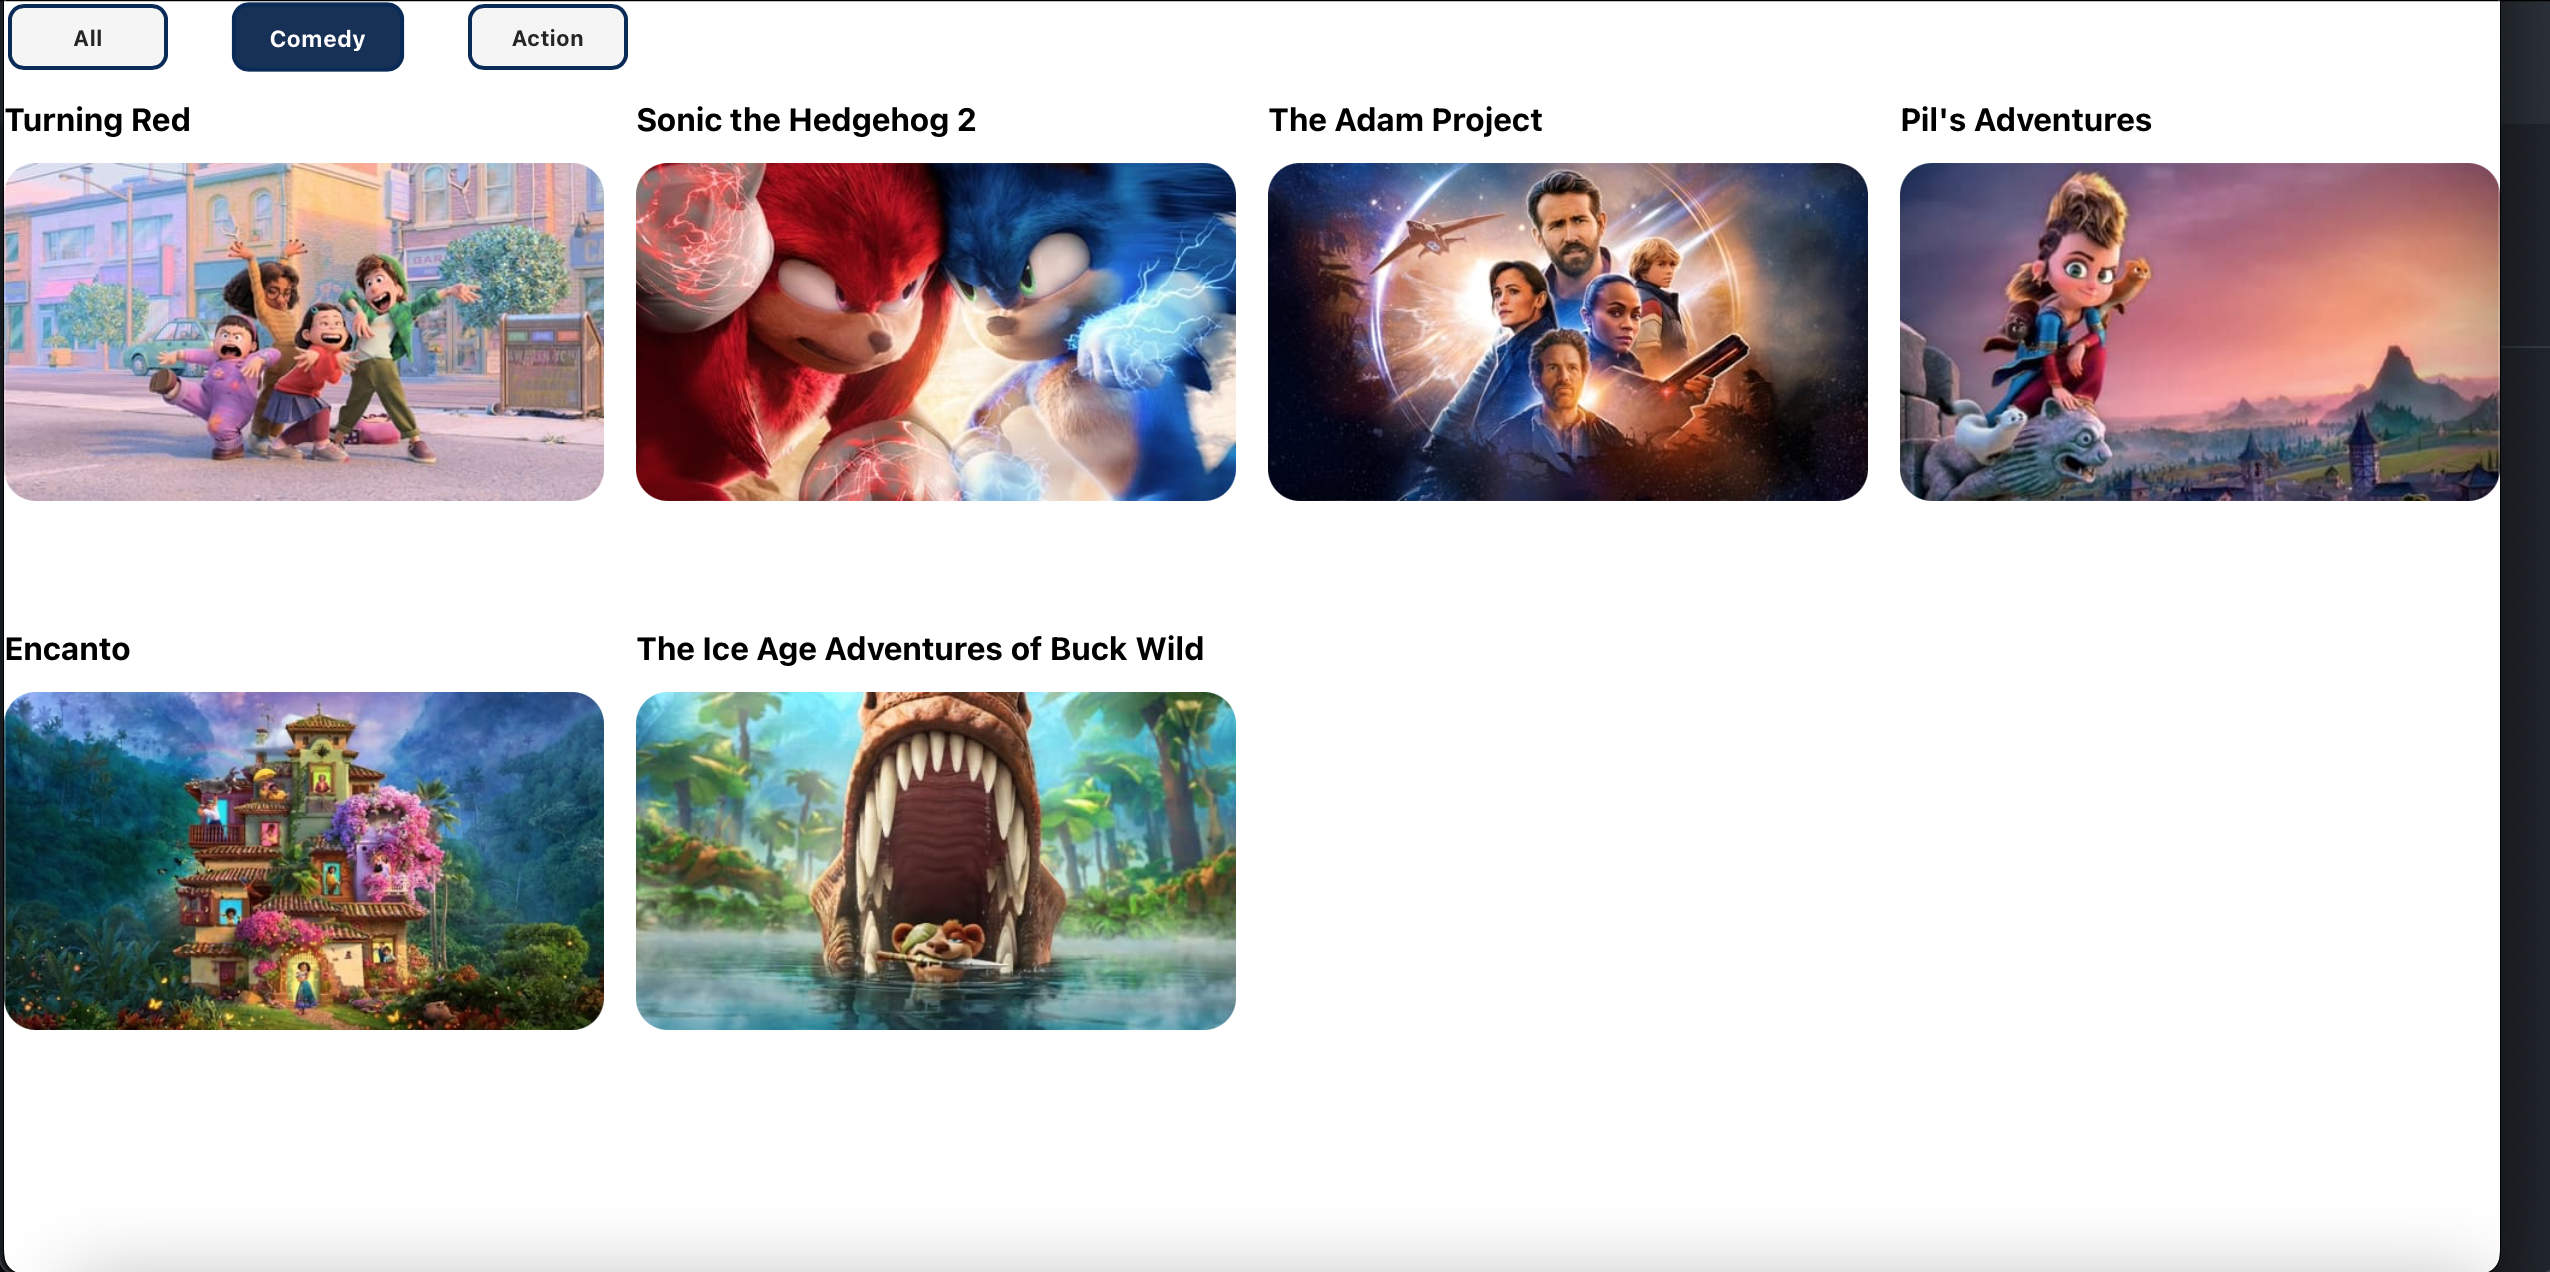 All
Comedy
Action
Turning Red
Sonic the Hedgehog 2
The Adam Project
Pil's Adventures
GAR
Encanto
The Ice Age Adventures of Buck Wild